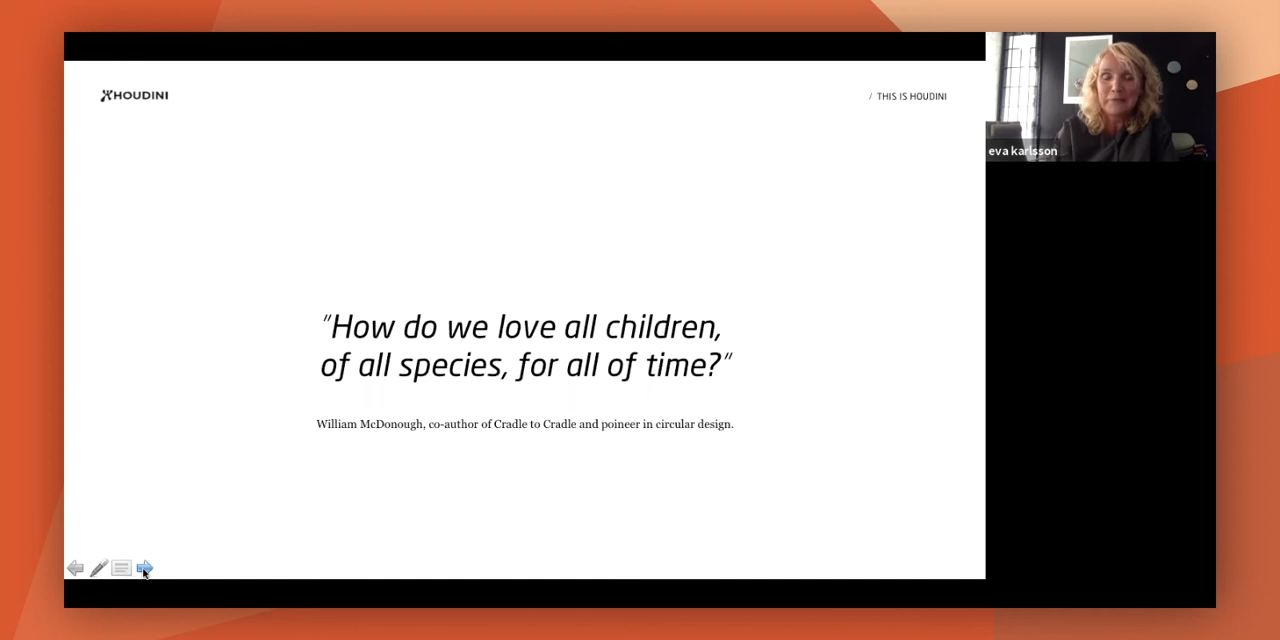 HOUDINI
/ THIS IS HOUDINI
eva karlsson
"How do we love all children,
of all species, for all of time?"
William McDonough, co-author of Cradle to Cradle and poineer in circular design.